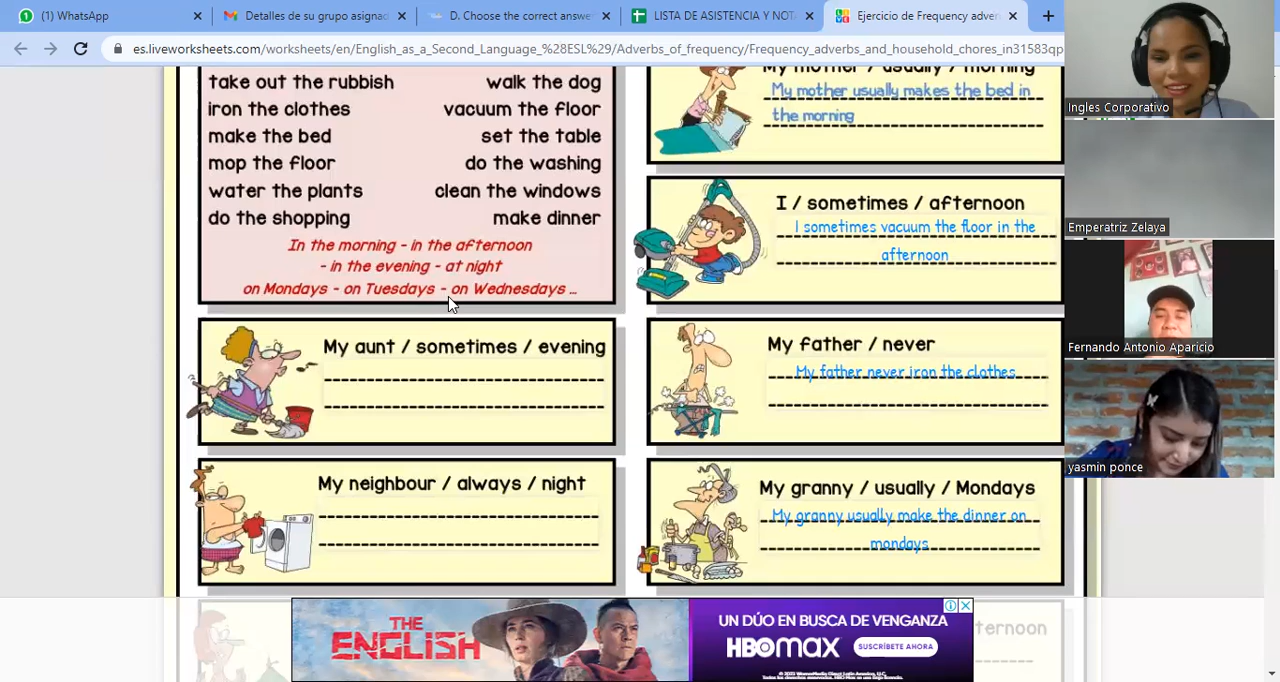 (1) WhatsApp
Detalles de su grupo asignad
D. Choose the correct answer
LISTA DE ASISTENCIA Y NOT
Ejercicio de Frequency adver
es.liveworksheets.com/worksheets/en/English_as_a_Second_Language_%28ESL%29/Adverbs_of_frequency/Frequency_adverbs_and_household_chores_in31583qp
take out the rubbish walk the dog
iron the clothes vacuum the floor
make the bed set the table
mop the floor do the washing
water the plants clean the windows
do the shopping make dinner
In the morning - in the afternoon
- in the evening - at night
on Mondays - on Tuesdays - on Wednesdays ...
My mother / usually / morning
My mother usually makes the bed in
the morning
I / sometimes / afternoon
I sometimes vacuum the floor in the
afternoon
My aunt / sometimes / evening
My father / never
My father never iron the clothes
My neighbour / always / night
My granny / usually / Mondays
My granny usually make the dinner on
mondays
ternoon
THE
ENGLISH
UN DÚO EN BUSCA DE VENGANZA
HBOMAX
SUSCRÍBETE AHORA
Ingles Corporativo
Emperatriz Zelaya
Fernando Antonio Aparicio
yasmin ponce